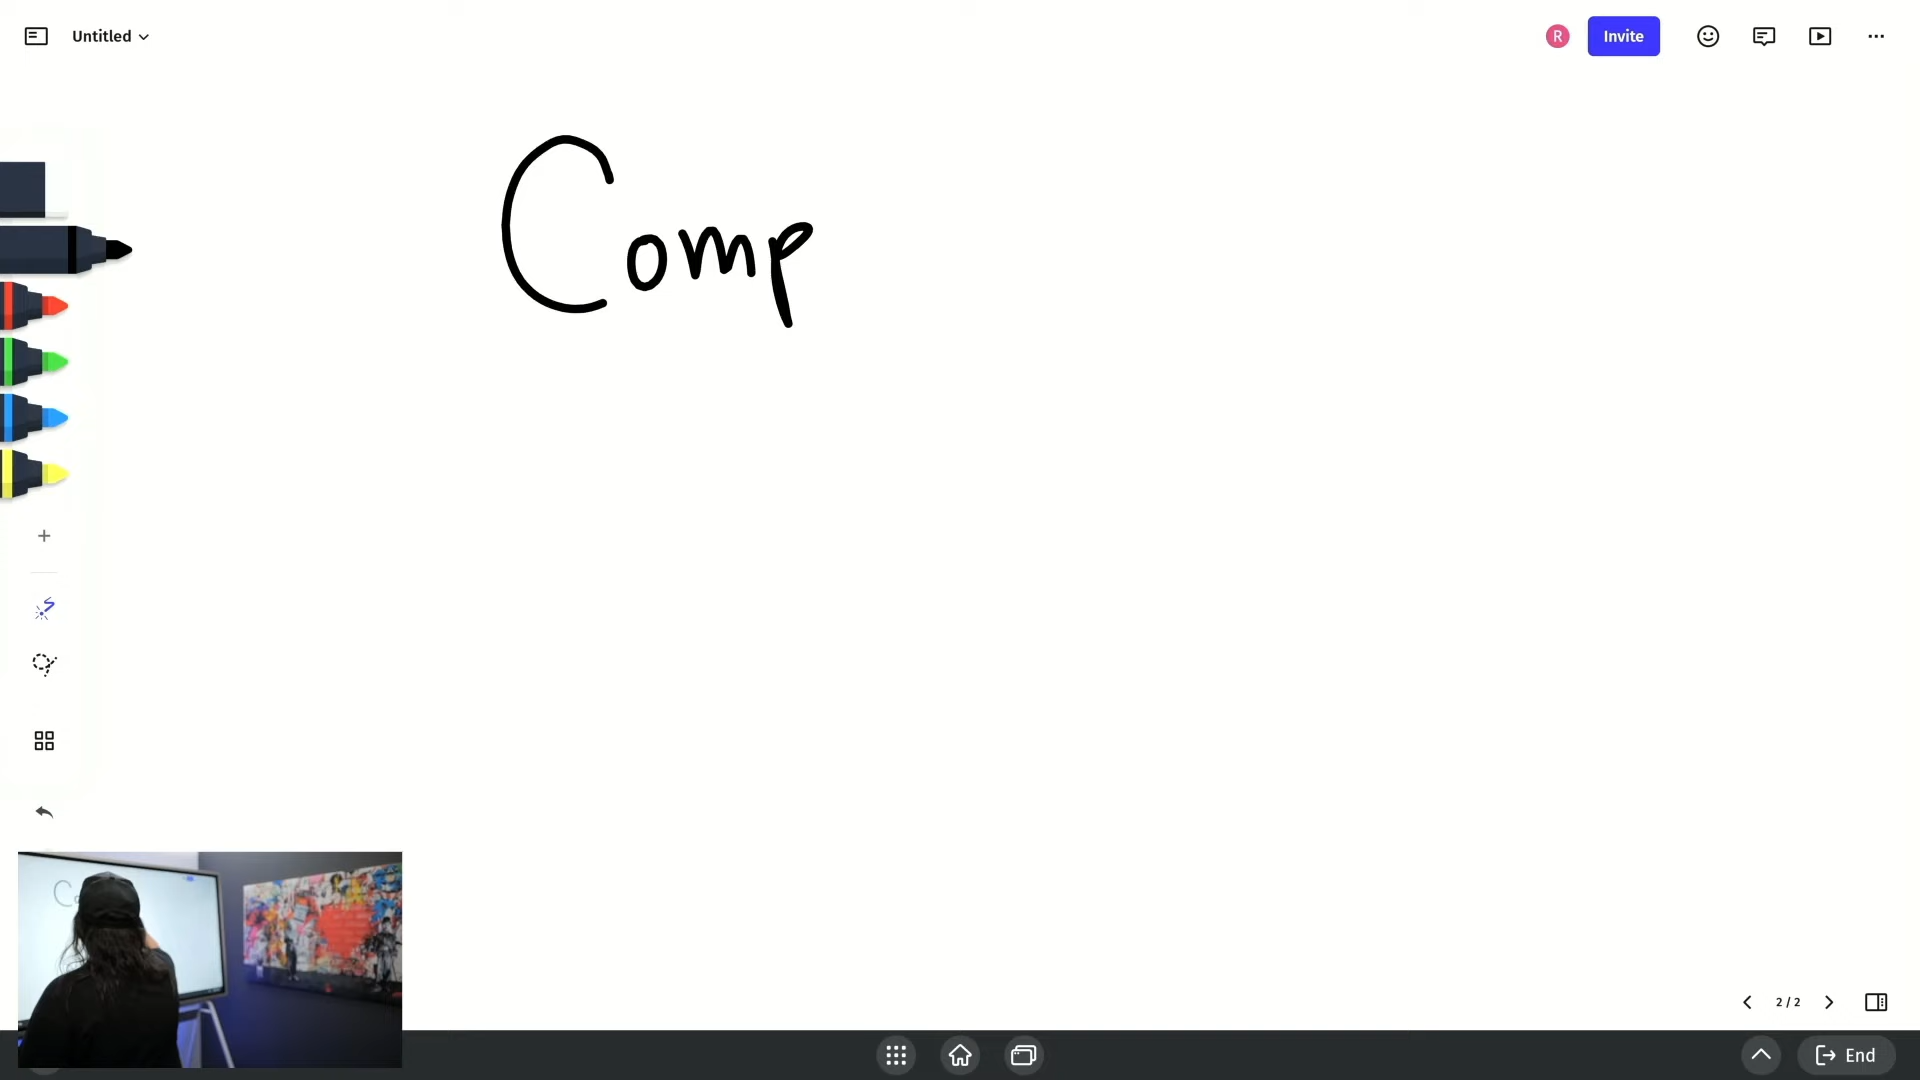 Untitled
R
Invite
Comp
2 / 2
End